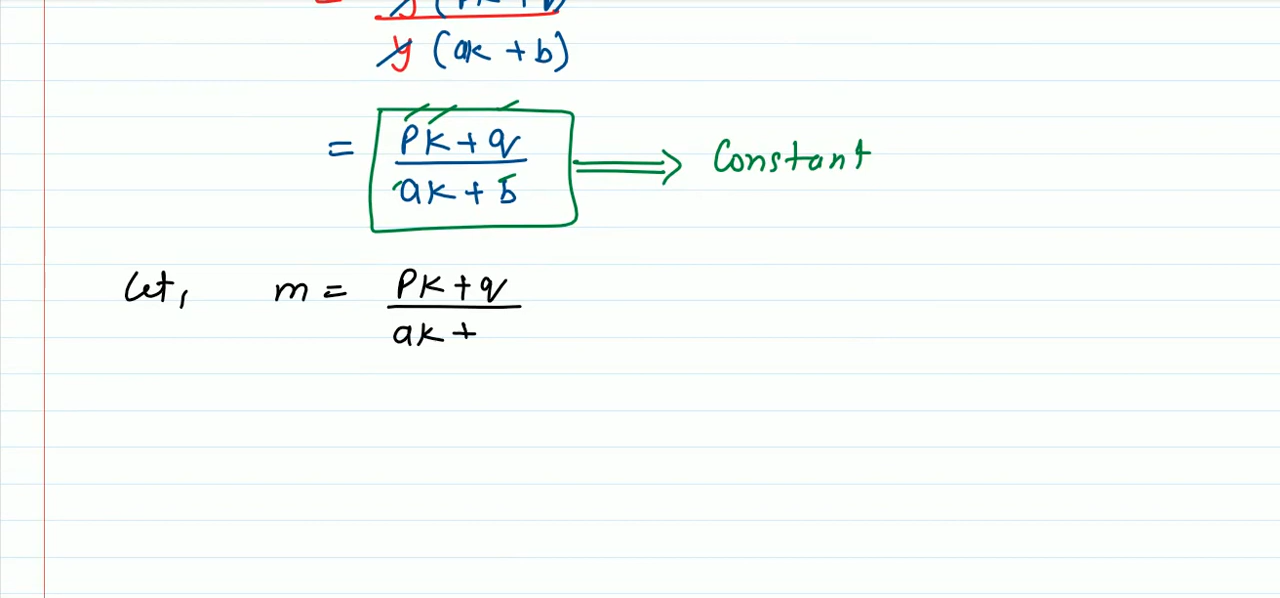 y (ak + b)
= pk + q / ak + b ⟹ Constant
Let, m = pk + q / ak +